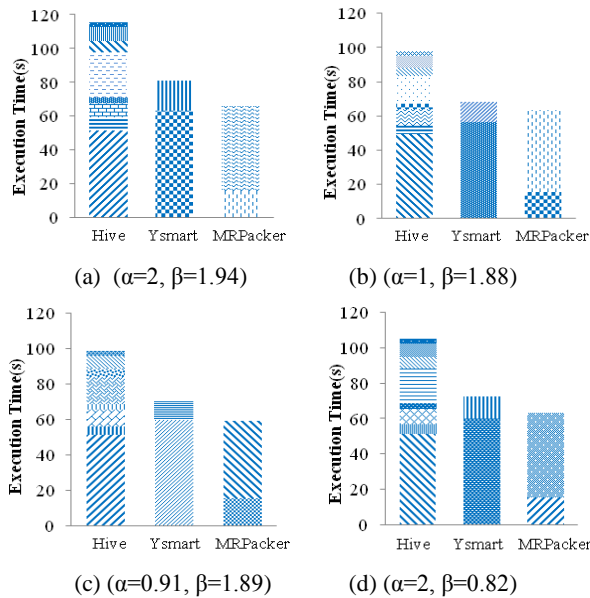 120
100
80
60
40
20
0
Execution Time(s)
Hive Ysmart MRPacker
(a) (α=2, β=1.94)
120
100
80
60
40
20
0
Execution Time(s)
Hive Ysmart MRPacker
(b) (α=1, β=1.88)
120
100
80
60
40
20
0
Execution Time(s)
Hive Ysmart MRPacker
(c) (α=0.91, β=1.89)
120
100
80
60
40
20
0
Execution Time(s)
Hive Ysmart MRPacker
(d) (α=2, β=0.82)